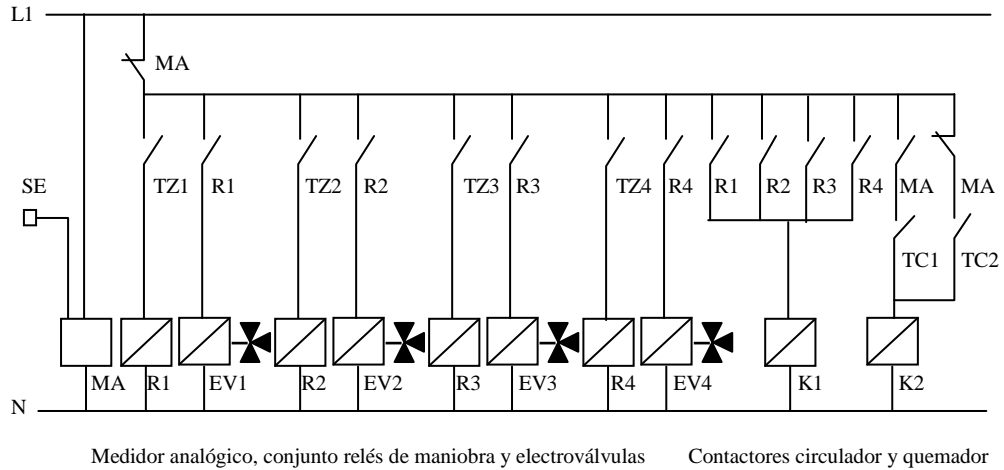 L1
MA
SE
TZ1 R1 TZ2 R2 TZ3 R3 TZ4 R4 R1 R2 R3 R4 MA MA
TC1 TC2
MA R1 EV1 R2 EV2 R3 EV3 R4 EV4 K1 K2
N
Medidor analógico, conjunto relés de maniobra y electroválvulas Contactores circulador y quemador